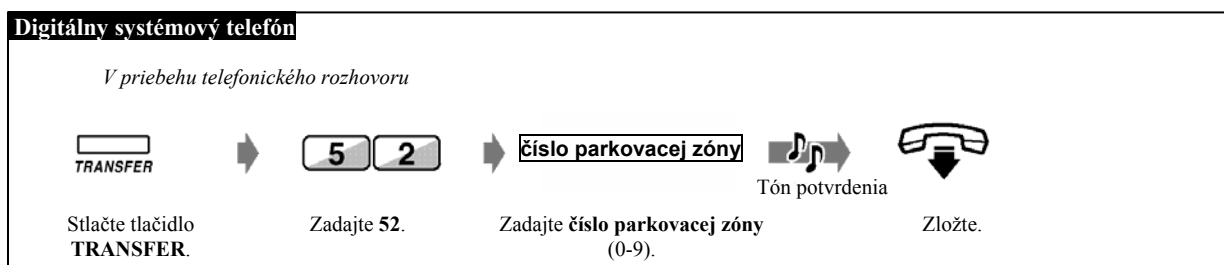 Digitálny systémový telefón
V priebehu telefonického rozhovoru
TRANSFER
5 2
číslo parkovacej zóny
Tón potvrdenia
Stlačte tlačidlo
TRANSFER.
Zadajte 52.
Zadajte číslo parkovacej zóny
(0-9).
Zložte.